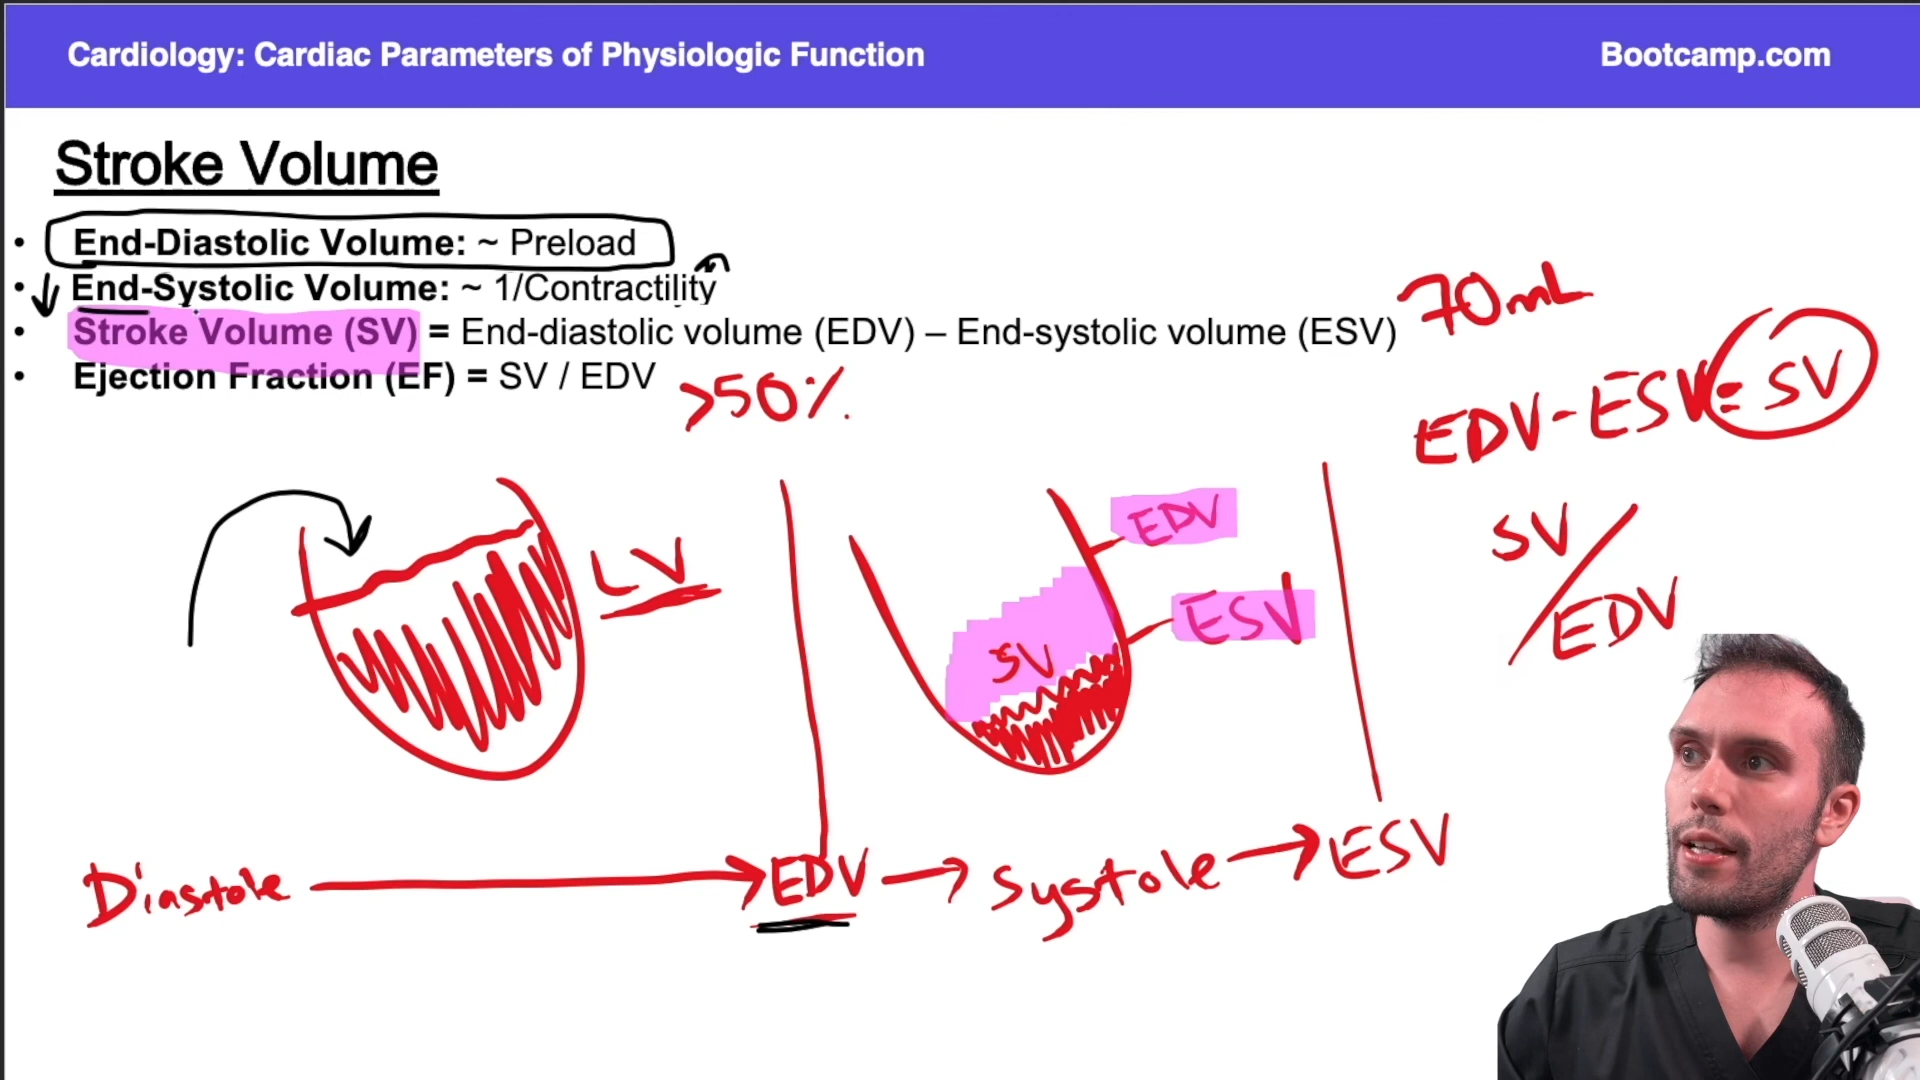 Cardiology: Cardiac Parameters of Physiologic Function
Bootcamp.com
Stroke Volume
• End-Diastolic Volume: ~ Preload
• End-Systolic Volume: ~ 1/Contractility
• Stroke Volume (SV) = End-diastolic volume (EDV) – End-systolic volume (ESV)
70mL
• Ejection Fraction (EF) = SV / EDV
>50%
EDV-ESV=SV
LV
EDV
ESV
SV
SV/EDV
Diastole → EDV → Systole → ESV